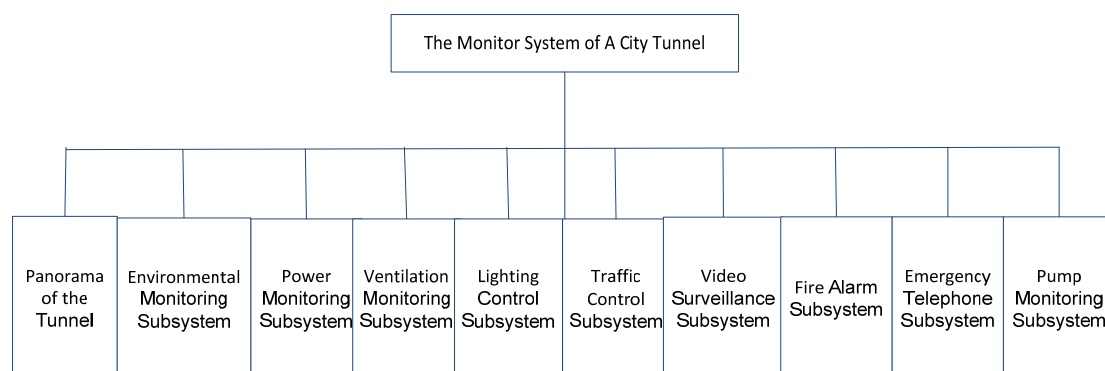 The Monitor System of A City Tunnel
Panorama
of the
Tunnel
Environmental
Monitoring
Subsystem
Power
Monitoring
Subsystem
Ventilation
Monitoring
Subsystem
Lighting
Control
Subsystem
Traffic
Control
Subsystem
Video
Surveillance
Subsystem
Fire Alarm
Subsystem
Emergency
Telephone
Subsystem
Pump
Monitoring
Subsystem